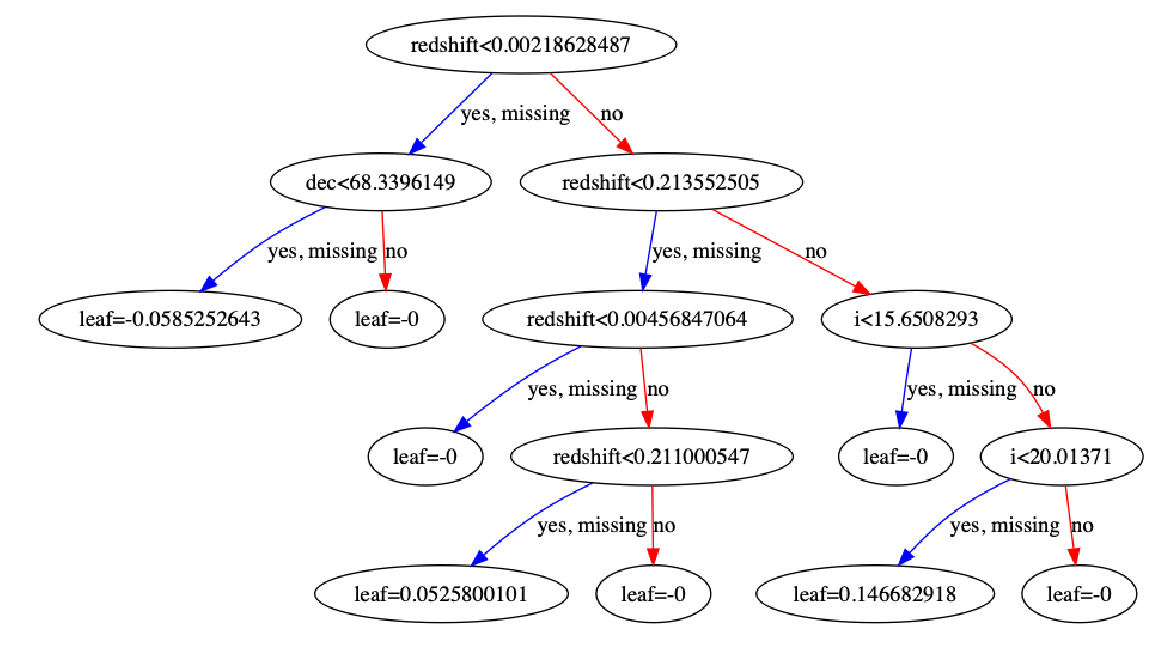 redshift<0.00218628487
yes, missing
no
dec<68.3396149
redshift<0.213552505
yes, missing
no
yes, missing
no
leaf=-0.0585252643
leaf=-0
redshift<0.00456847064
i<15.6508293
yes, missing
no
yes, missing
no
leaf=-0
redshift<0.211000547
leaf=-0
i<20.01371
yes, missing
no
yes, missing
no
leaf=0.0525800101
leaf=-0
leaf=0.146682918
leaf=-0